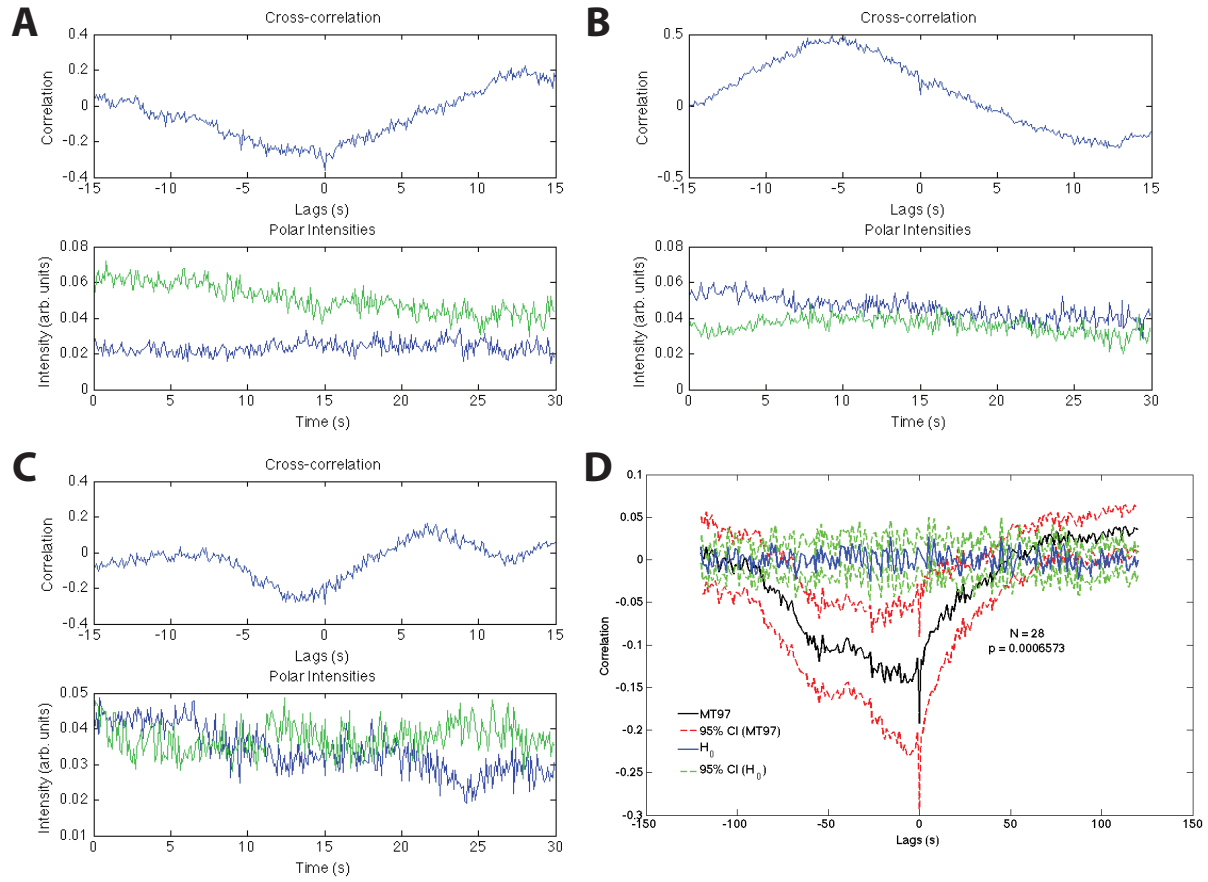 A
Cross-correlation
Correlation
0.4
0.2
0
-0.2
-0.4
-15 -10 -5 0 5 10 15
Lags (s)
Polar Intensities
Intensity (arb. units)
0.08
0.06
0.04
0.02
0
0 5 10 15 20 25 30
Time (s)
B
Cross-correlation
Correlation
0.5
0
-0.5
-15 -10 -5 0 5 10 15
Lags (s)
Polar Intensities
Intensity (arb. units)
0.08
0.06
0.04
0.02
0
0 5 10 15 20 25 30
Time (s)
C
Cross-correlation
Correlation
0.4
0.2
0
-0.2
-0.4
-15 -10 -5 0 5 10 15
Lags (s)
Polar Intensities
Intensity (arb. units)
0.05
0.04
0.03
0.02
0.01
0 5 10 15 20 25 30
Time (s)
D
Correlation
0.1
0.05
0
-0.05
-0.1
-0.15
-0.2
-0.25
-0.3
N = 28
p = 0.0006573
MT97
95% CI (MT97)
H0
95% CI (H0)
-150 -100 -50 0 50 100 150
Lags (s)